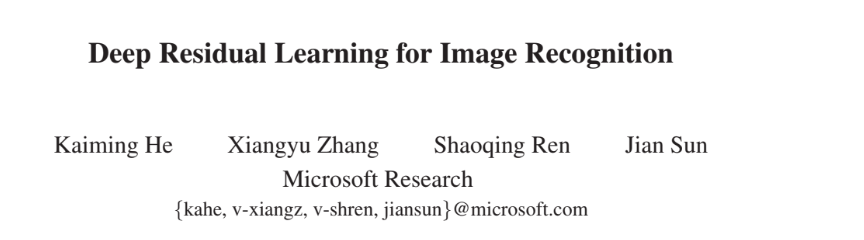 Deep Residual Learning for Image Recognition
Kaiming He Xiangyu Zhang Shaoqing Ren Jian Sun
Microsoft Research
{kahe, v-xiangz, v-shren, jiansun}@microsoft.com